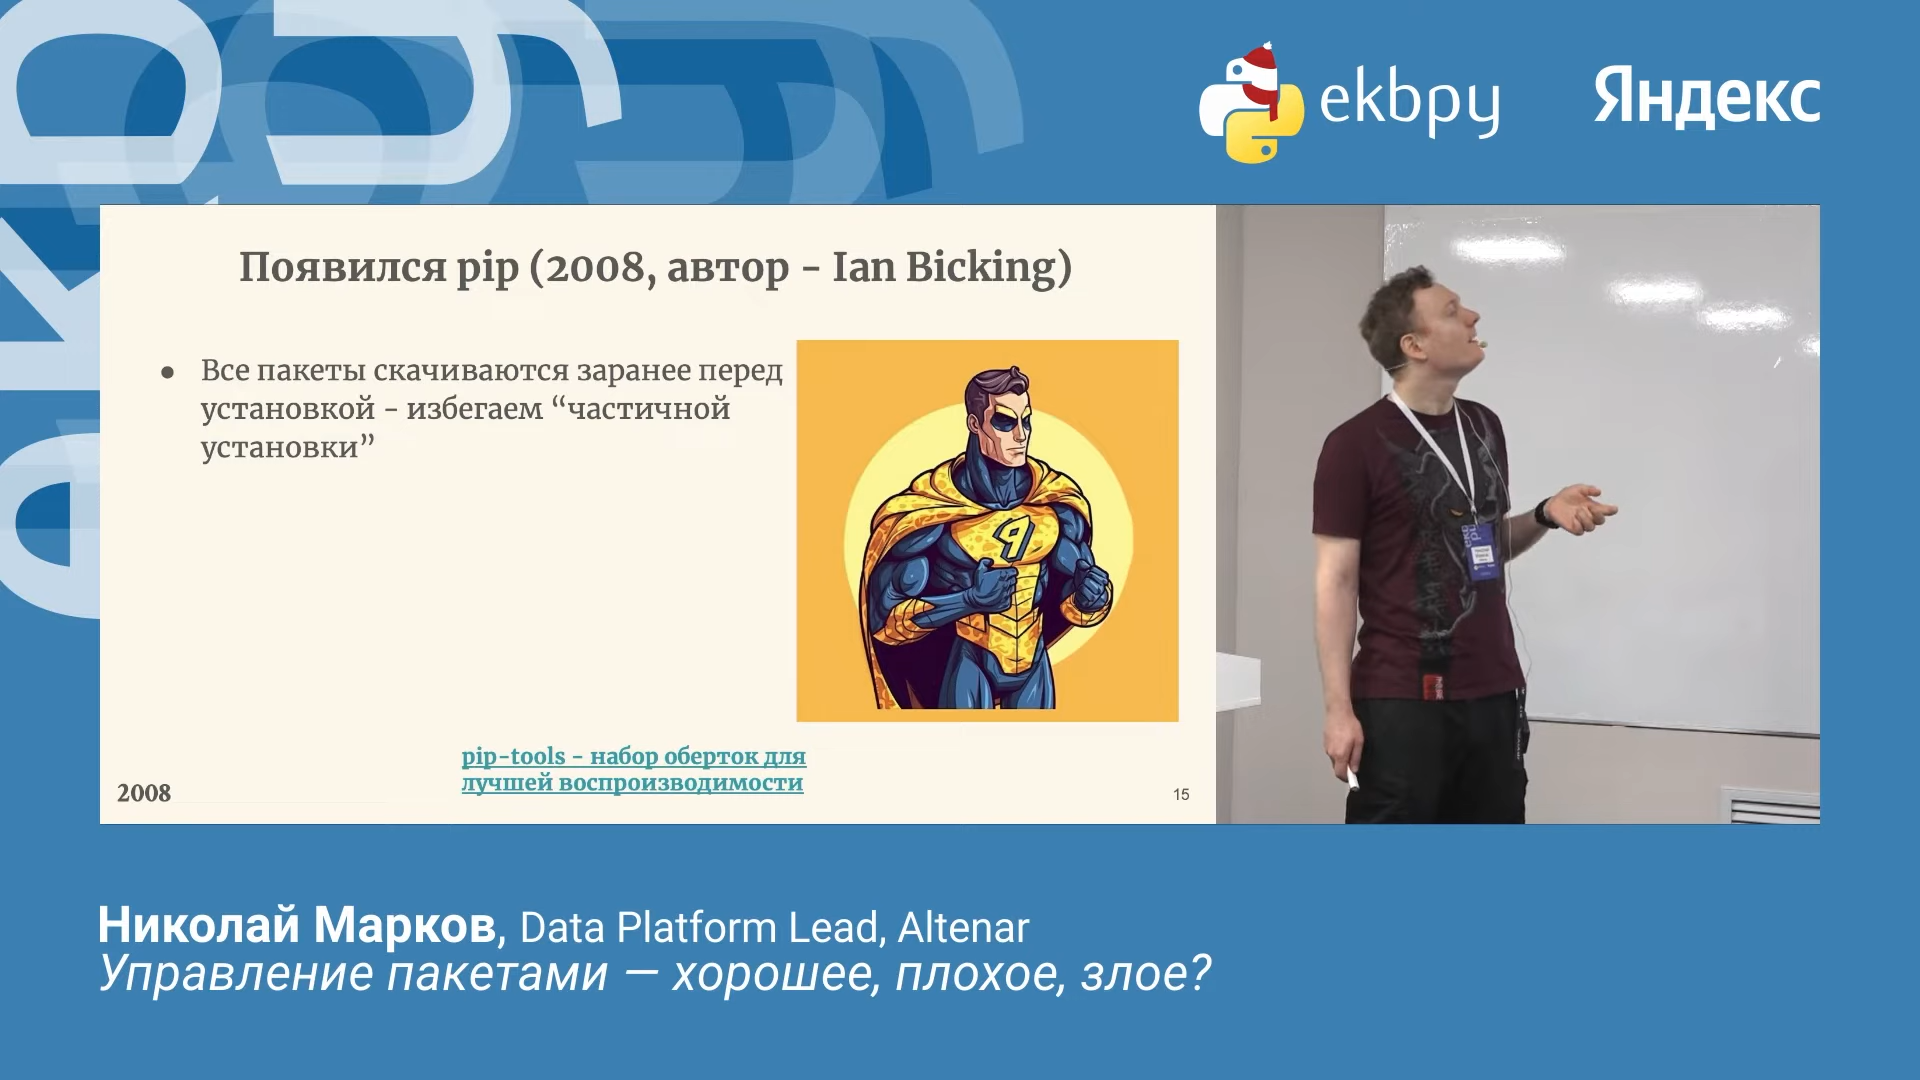 ekbpy
Яндекс
Появился pip (2008, автор - Ian Bicking)
● Все пакеты скачиваются заранее перед
установкой - избегаем “частичной
установки”
pip-tools - набор оберток для
лучшей воспроизводимости
2008
15
Николай Марков, Data Platform Lead, Altenar
Управление пакетами — хорошее, плохое, злое?